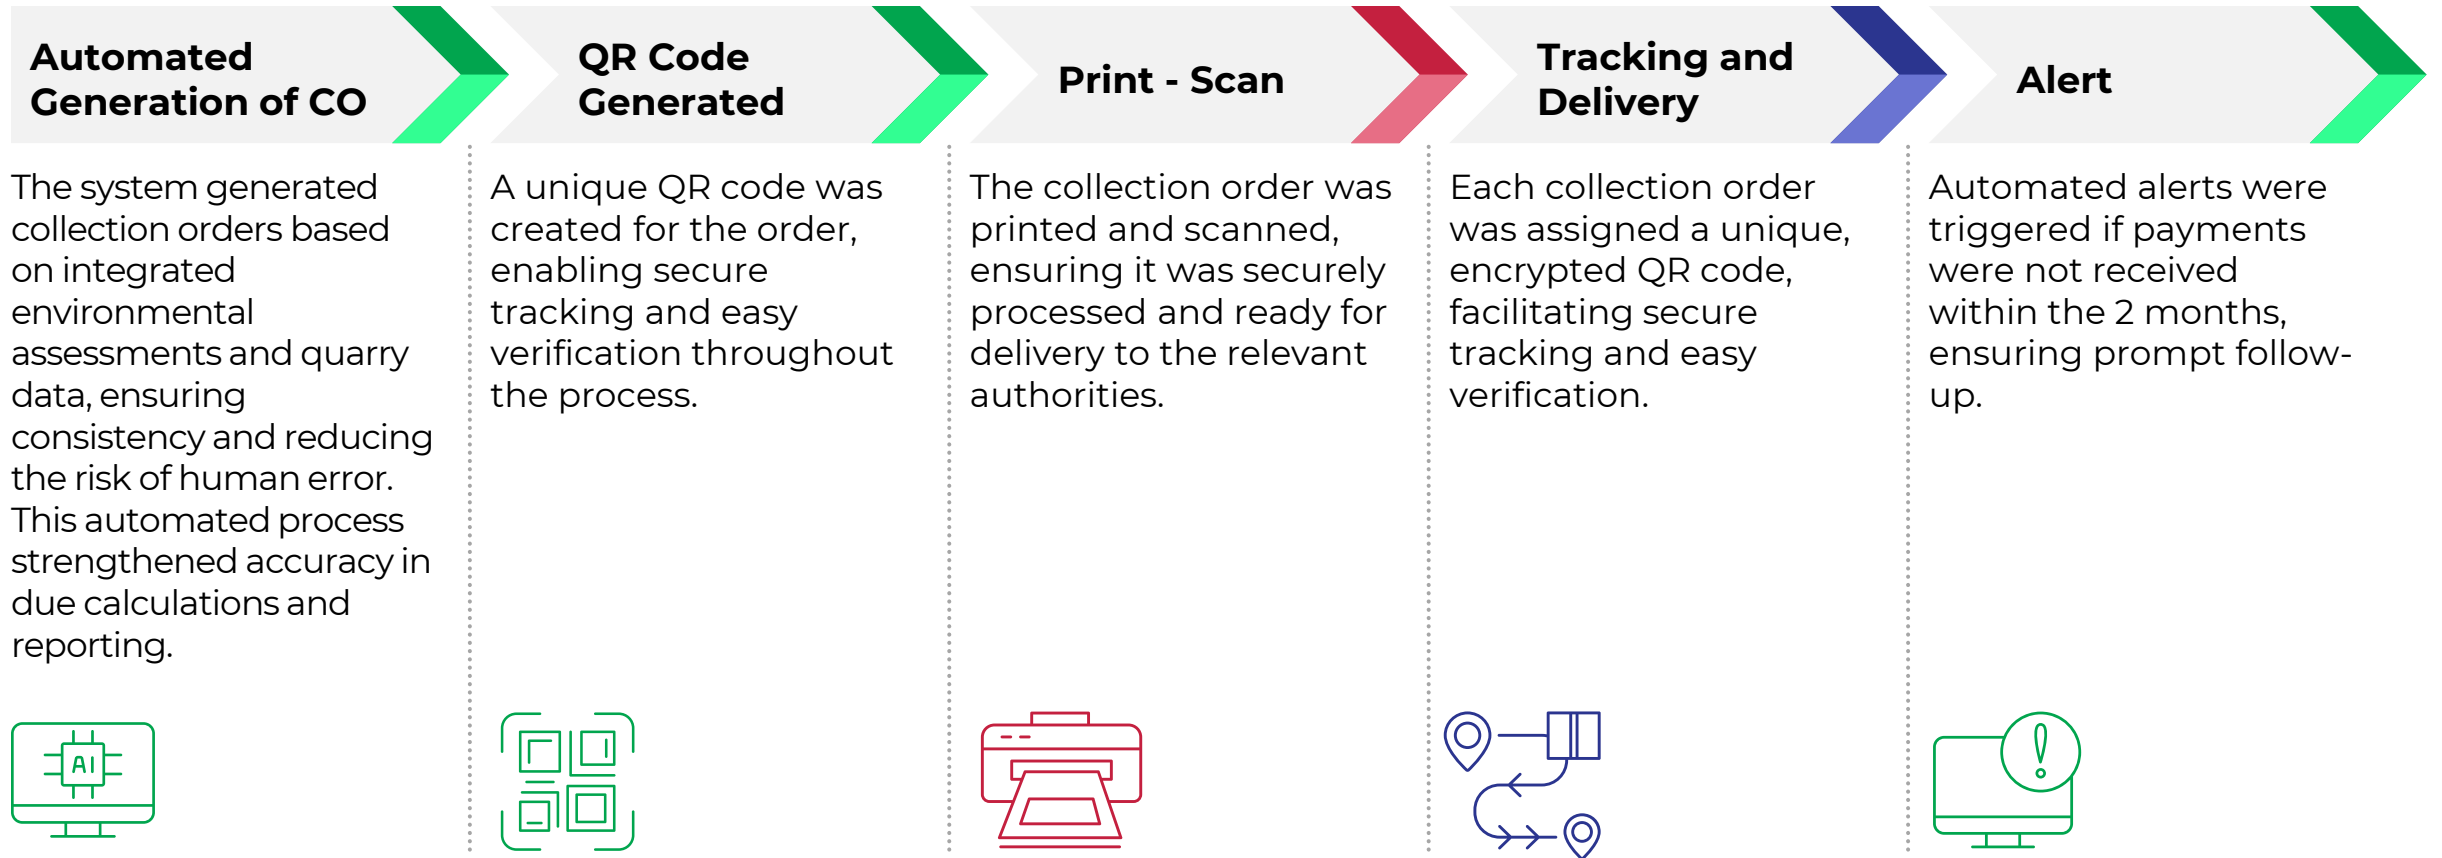 Automated
Generation of CO
The system generated
collection orders based
on integrated
environmental
assessments and quarry
data, ensuring
consistency and reducing
the risk of human error.
This automated process
strengthened accuracy in
due calculations and
reporting.
AI
QR Code
Generated
A unique QR code was
created for the order,
enabling secure
tracking and easy
verification throughout
the process.
Print - Scan
The collection order was
printed and scanned,
ensuring it was securely
processed and ready for
delivery to the relevant
authorities.
Tracking and
Delivery
Each collection order
was assigned a unique,
encrypted QR code,
facilitating secure
tracking and easy
verification.
Alert
Automated alerts were
triggered if payments
were not received
within the 2 months,
ensuring prompt follow-
up.